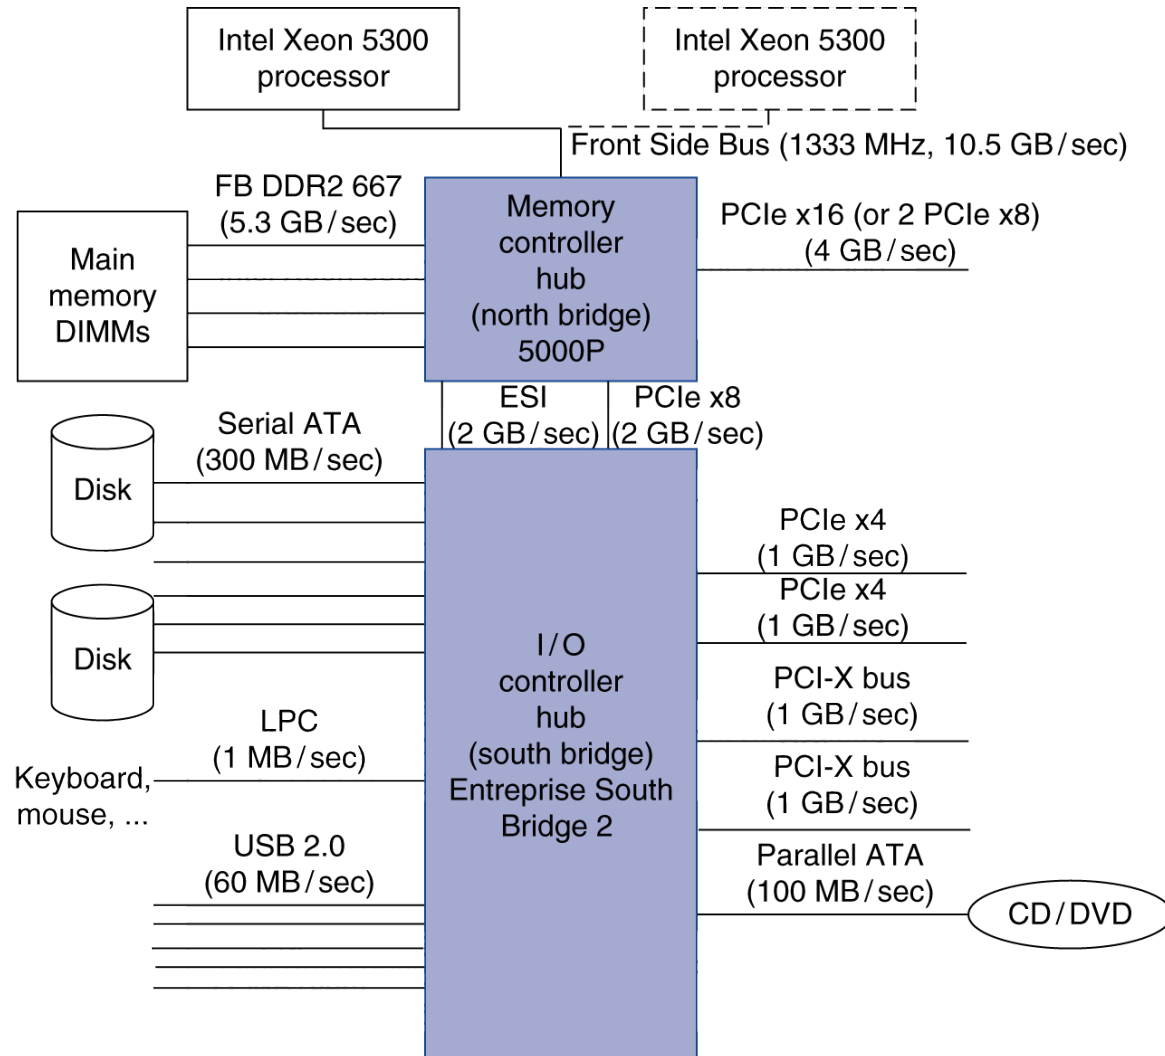 Intel Xeon 5300
processor
Intel Xeon 5300
processor
Front Side Bus (1333 MHz, 10.5 GB/sec)
FB DDR2 667
(5.3 GB/sec)
Main
memory
DIMMs
Memory
controller
hub
(north bridge)
5000P
PCIe x16 (or 2 PCIe x8)
(4 GB/sec)
ESI
(2 GB/sec)
PCIe x8
(2 GB/sec)
Serial ATA
(300 MB/sec)
Disk
Disk
LPC
(1 MB/sec)
Keyboard,
mouse, ...
USB 2.0
(60 MB/sec)
I/O
controller
hub
(south bridge)
Entreprise South
Bridge 2
PCIe x4
(1 GB/sec)
PCIe x4
(1 GB/sec)
PCI-X bus
(1 GB/sec)
PCI-X bus
(1 GB/sec)
Parallel ATA
(100 MB/sec)
CD/DVD